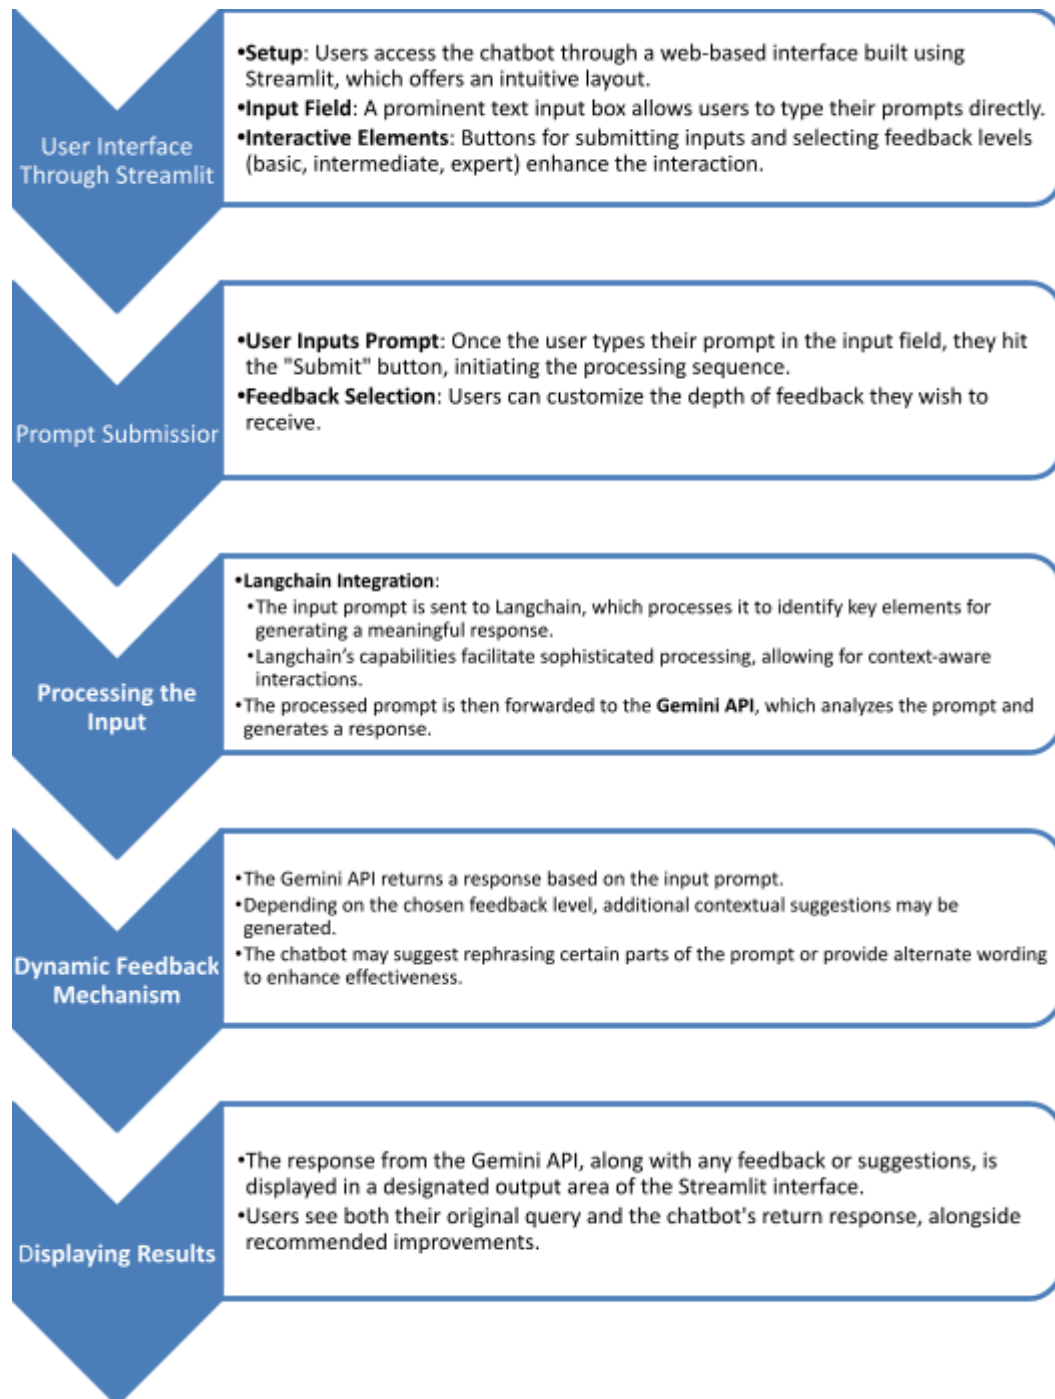 User Interface
Through Streamlit
•Setup: Users access the chatbot through a web-based interface built using
Streamlit, which offers an intuitive layout.
•Input Field: A prominent text input box allows users to type their prompts directly.
•Interactive Elements: Buttons for submitting inputs and selecting feedback levels
(basic, intermediate, expert) enhance the interaction.
Prompt Submission
•User Inputs Prompt: Once the user types their prompt in the input field, they hit
the "Submit" button, initiating the processing sequence.
•Feedback Selection: Users can customize the depth of feedback they wish to
receive.
Processing the
Input
•Langchain Integration:
•The input prompt is sent to Langchain, which processes it to identify key elements for
generating a meaningful response.
•Langchain’s capabilities facilitate sophisticated processing, allowing for context-aware
interactions.
•The processed prompt is then forwarded to the Gemini API, which analyzes the prompt and
generates a response.
Dynamic Feedback
Mechanism
•The Gemini API returns a response based on the input prompt.
•Depending on the chosen feedback level, additional contextual suggestions may be
generated.
•The chatbot may suggest rephrasing certain parts of the prompt or provide alternate wording
to enhance effectiveness.
Displaying Results
•The response from the Gemini API, along with any feedback or suggestions, is
displayed in a designated output area of the Streamlit interface.
•Users see both their original query and the chatbot's return response, alongside
recommended improvements.